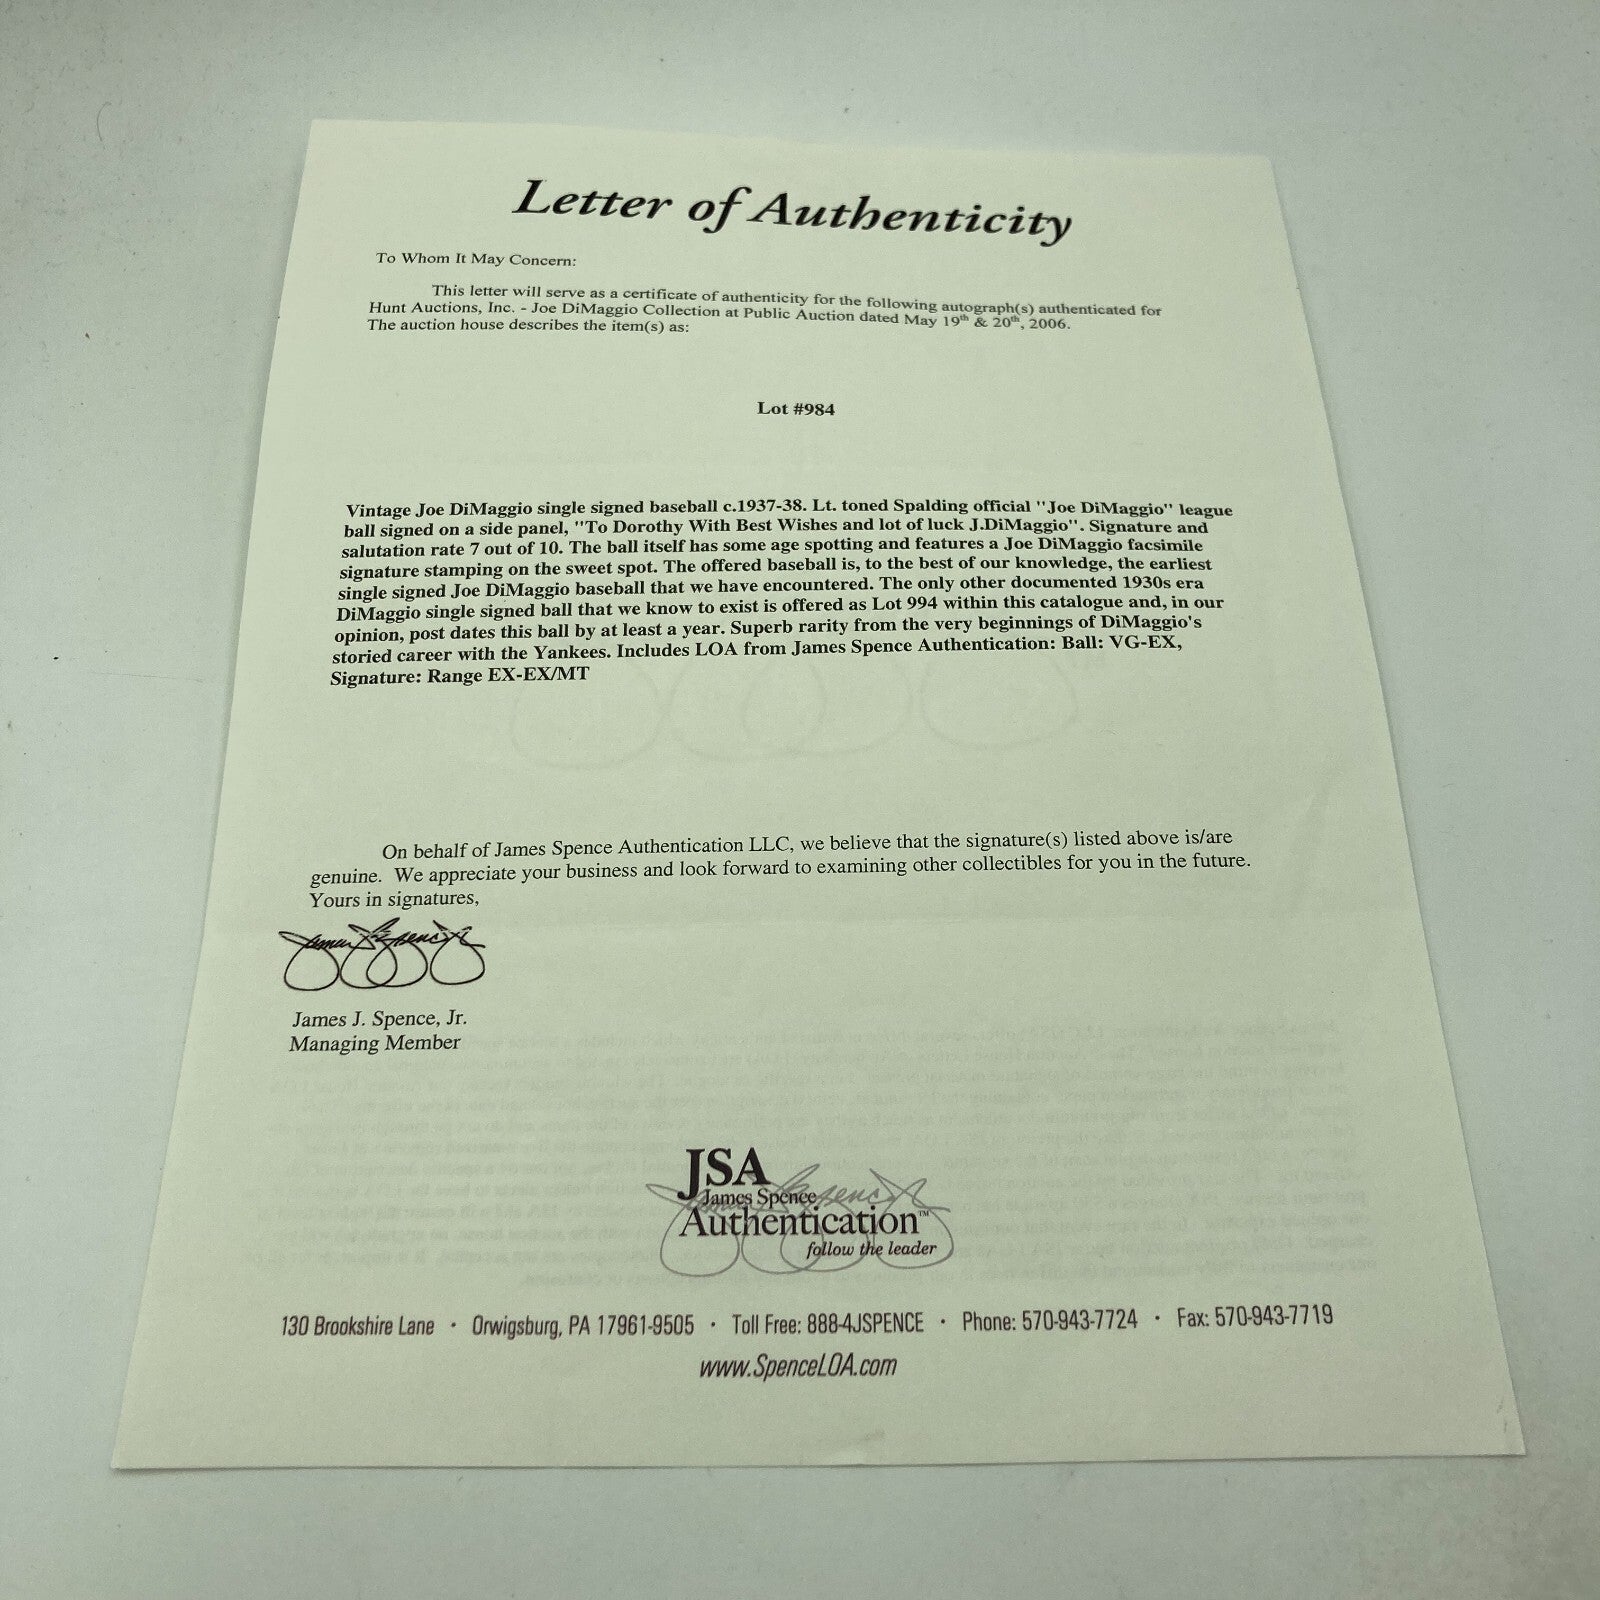 Letter of Authenticity
To Whom It May Concern:
This letter will serve as a certificate of authenticity for the following autograph(s) authenticated for
Hunt Auctions, Inc. - Joe DiMaggio Collection at Public Auction dated May 19th & 20th, 2006.
The auction house describes the item(s) as:
Lot #984
Vintage Joe DiMaggio single signed baseball c.1937-38. Lt. toned Spalding official "Joe DiMaggio" league
ball signed on a side panel, "To Dorothy With Best Wishes and lot of luck J.DiMaggio". Signature and
salutation rate 7 out of 10. The ball itself has some age spotting and features a Joe DiMaggio facsimile
signature stamping on the sweet spot. The offered baseball is, to the best of our knowledge, the earliest
single signed Joe DiMaggio baseball that we have encountered. The only other documented 1930s era
DiMaggio single signed ball that we know to exist is offered as Lot 994 within this catalogue and, in our
opinion, post dates this ball by at least a year. Superb rarity from the very beginnings of DiMaggio's
storied career with the Yankees. Includes LOA from James Spence Authentication: Ball: VG-EX,
Signature: Range EX-EX/MT
On behalf of James Spence Authentication LLC, we believe that the signature(s) listed above is/are
genuine. We appreciate your business and look forward to examining other collectibles for you in the future.
Yours in signatures,
James J. Spence, Jr.
James J. Spence, Jr.
Managing Member
JSA
James Spence
Authentication™
follow the leader
130 Brookshire Lane • Orwigsburg, PA 17961-9505 • Toll Free: 888-4JSPENCE • Phone: 570-943-7724 • Fax: 570-943-7719
www.SpenceLOA.com